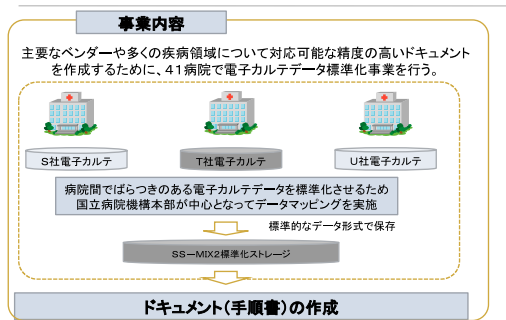 事業内容
主要なベンダーや多くの疾病領域について対応可能な精度の高いドキュメント
を作成するために、41病院で電子カルテデータ標準化事業を行う。
S社電子カルテ
T社電子カルテ
U社電子カルテ
病院間でばらつきのある電子カルテデータを標準化させるため
国立病院機構本部が中心となってデータマッピングを実施
標準的なデータ形式で保存
SS-MIX2標準化ストレージ
ドキュメント(手順書)の作成